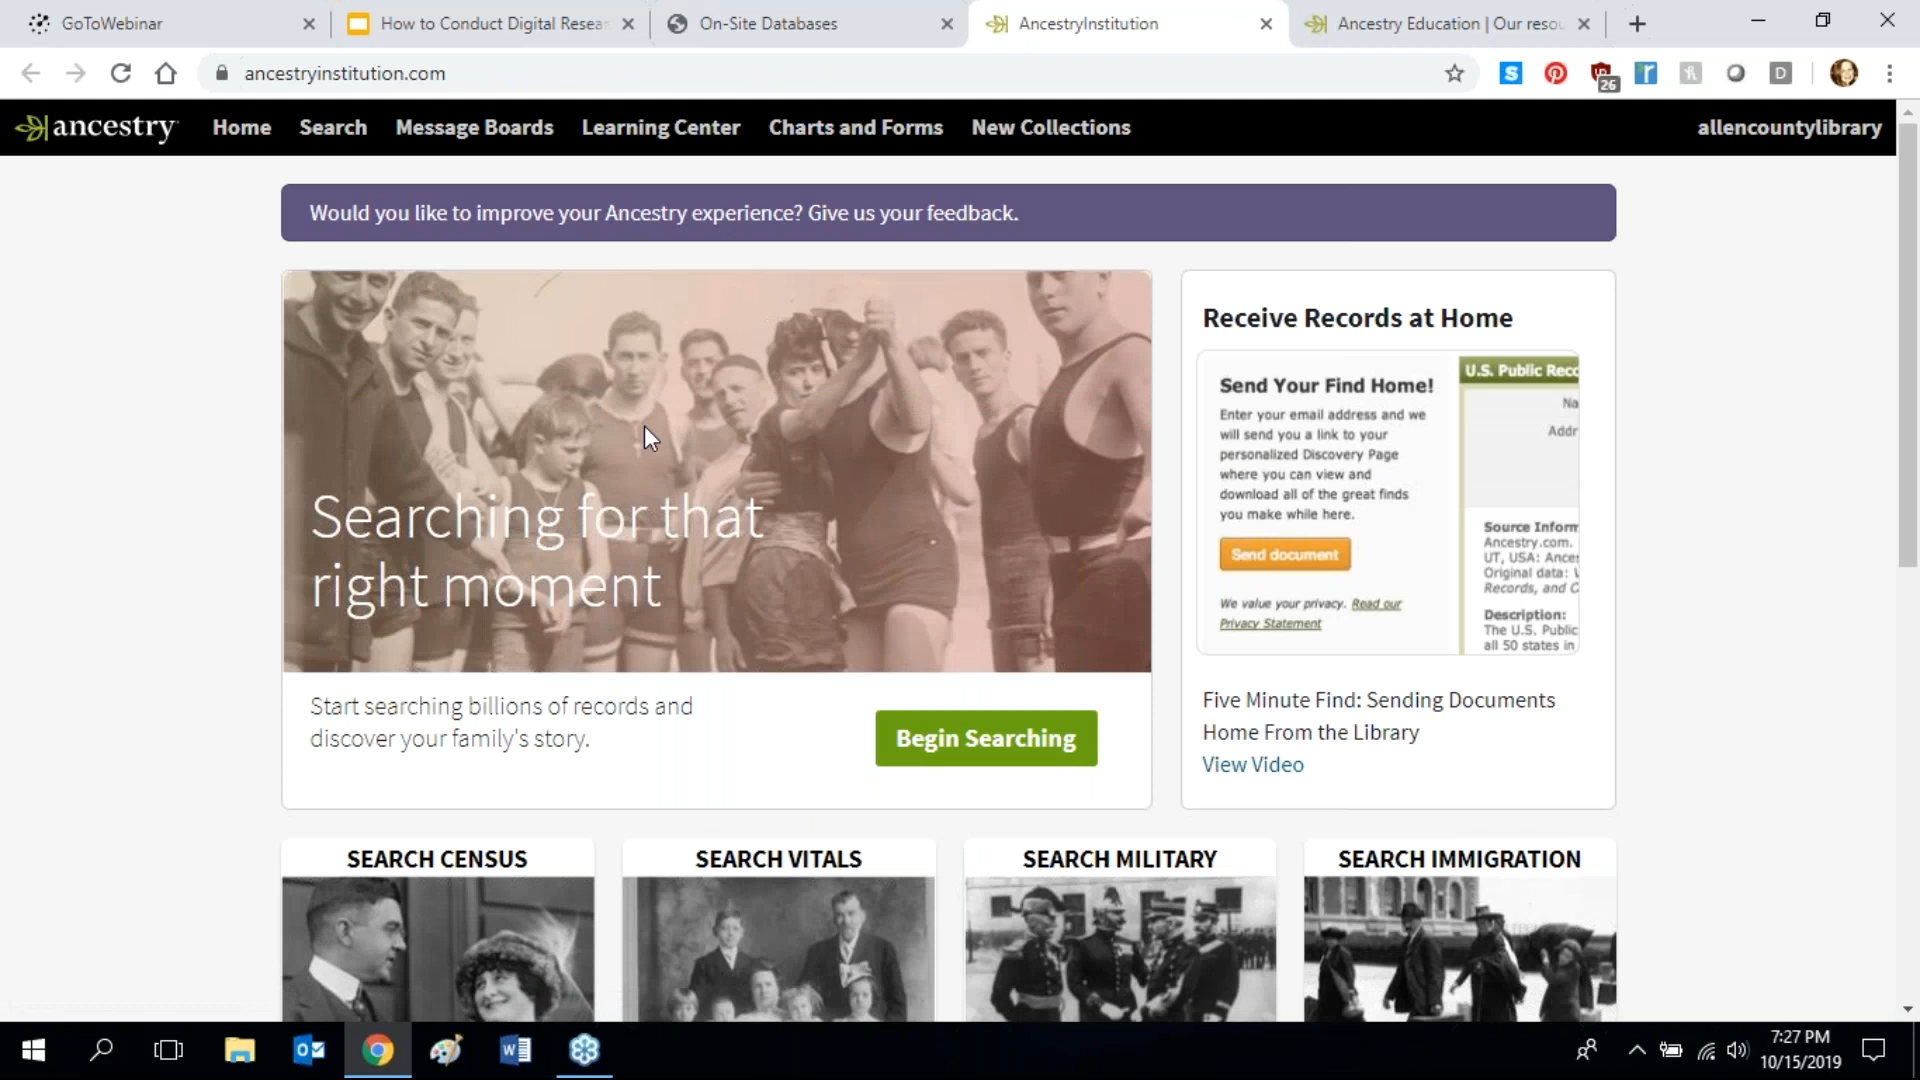 GoToWebinar
How to Conduct Digital Resear
On-Site Databases
AncestryInstitution
Ancestry Education | Our resou
ancestryinstitution.com
26
ancestry
Home
Search
Message Boards
Learning Center
Charts and Forms
New Collections
allencountylibrary
Would you like to improve your Ancestry experience? Give us your feedback.
Searching for that
right moment
Start searching billions of records and
discover your family's story.
Begin Searching
Receive Records at Home
Send Your Find Home!
Enter your email address and we
will send you a link to your
personalized Discovery Page
where you can view and
download all of the great finds
you make while here.
Send document
We value your privacy. Read our
Privacy Statement
U.S. Public Reco
Na
Addr
Source Inform
Ancestry.com.
UT, USA: Ances
Original data:
Records, and C
Description:
The U.S. Public
all 50 states in
Five Minute Find: Sending Documents
Home From the Library
View Video
SEARCH CENSUS
SEARCH VITALS
SEARCH MILITARY
SEARCH IMMIGRATION
7:27 PM
10/15/2019